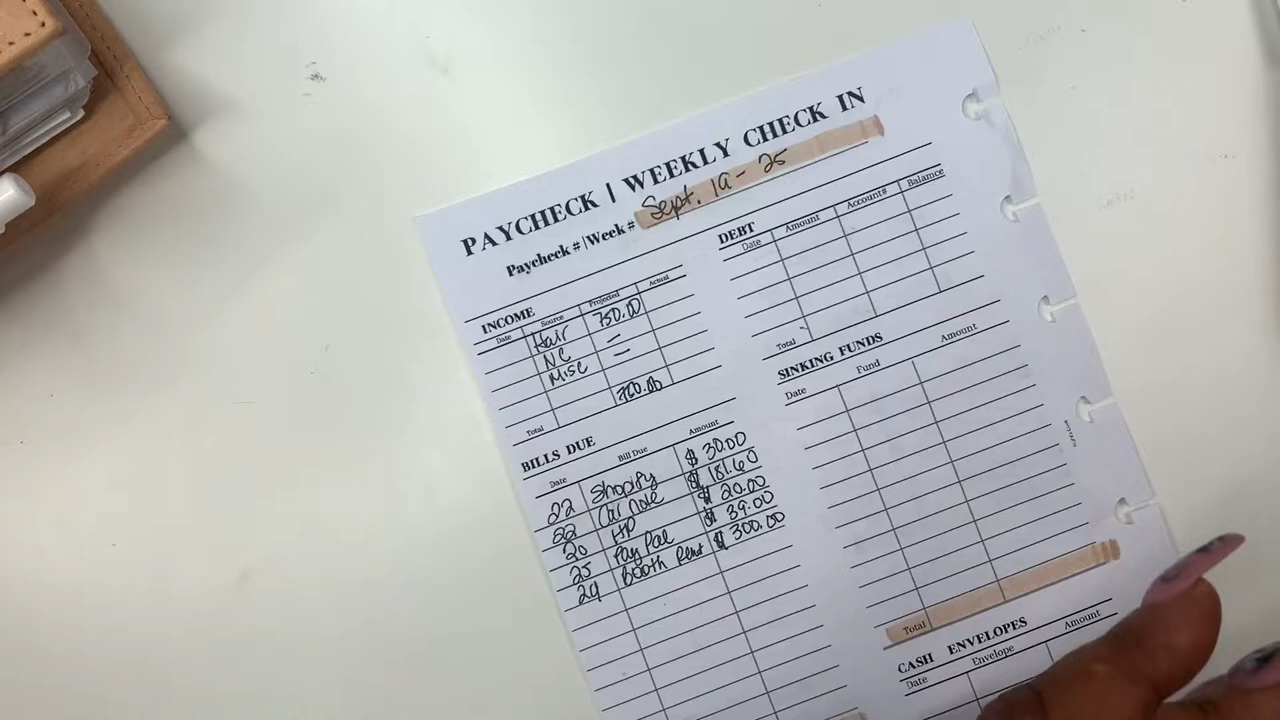 PAYCHECK | WEEKLY CHECK IN
Paycheck # | Week # Sept. 19 - 25
INCOME
Date Source Projected Actual
Hair 750.00
NC —
Misc —
Total 750.00
BILLS DUE
Date Bill Due Amount
22 Shopify $ 30.00
22 Car note $ 181.60
20 HP $ 20.00
25 Pay Pal $ 39.00
24 Booth Rent $ 300.00
DEBT
Date Amount Account# Balance
Total
SINKING FUNDS
Date Fund Amount
Total
CASH ENVELOPES
Date Envelope Amount